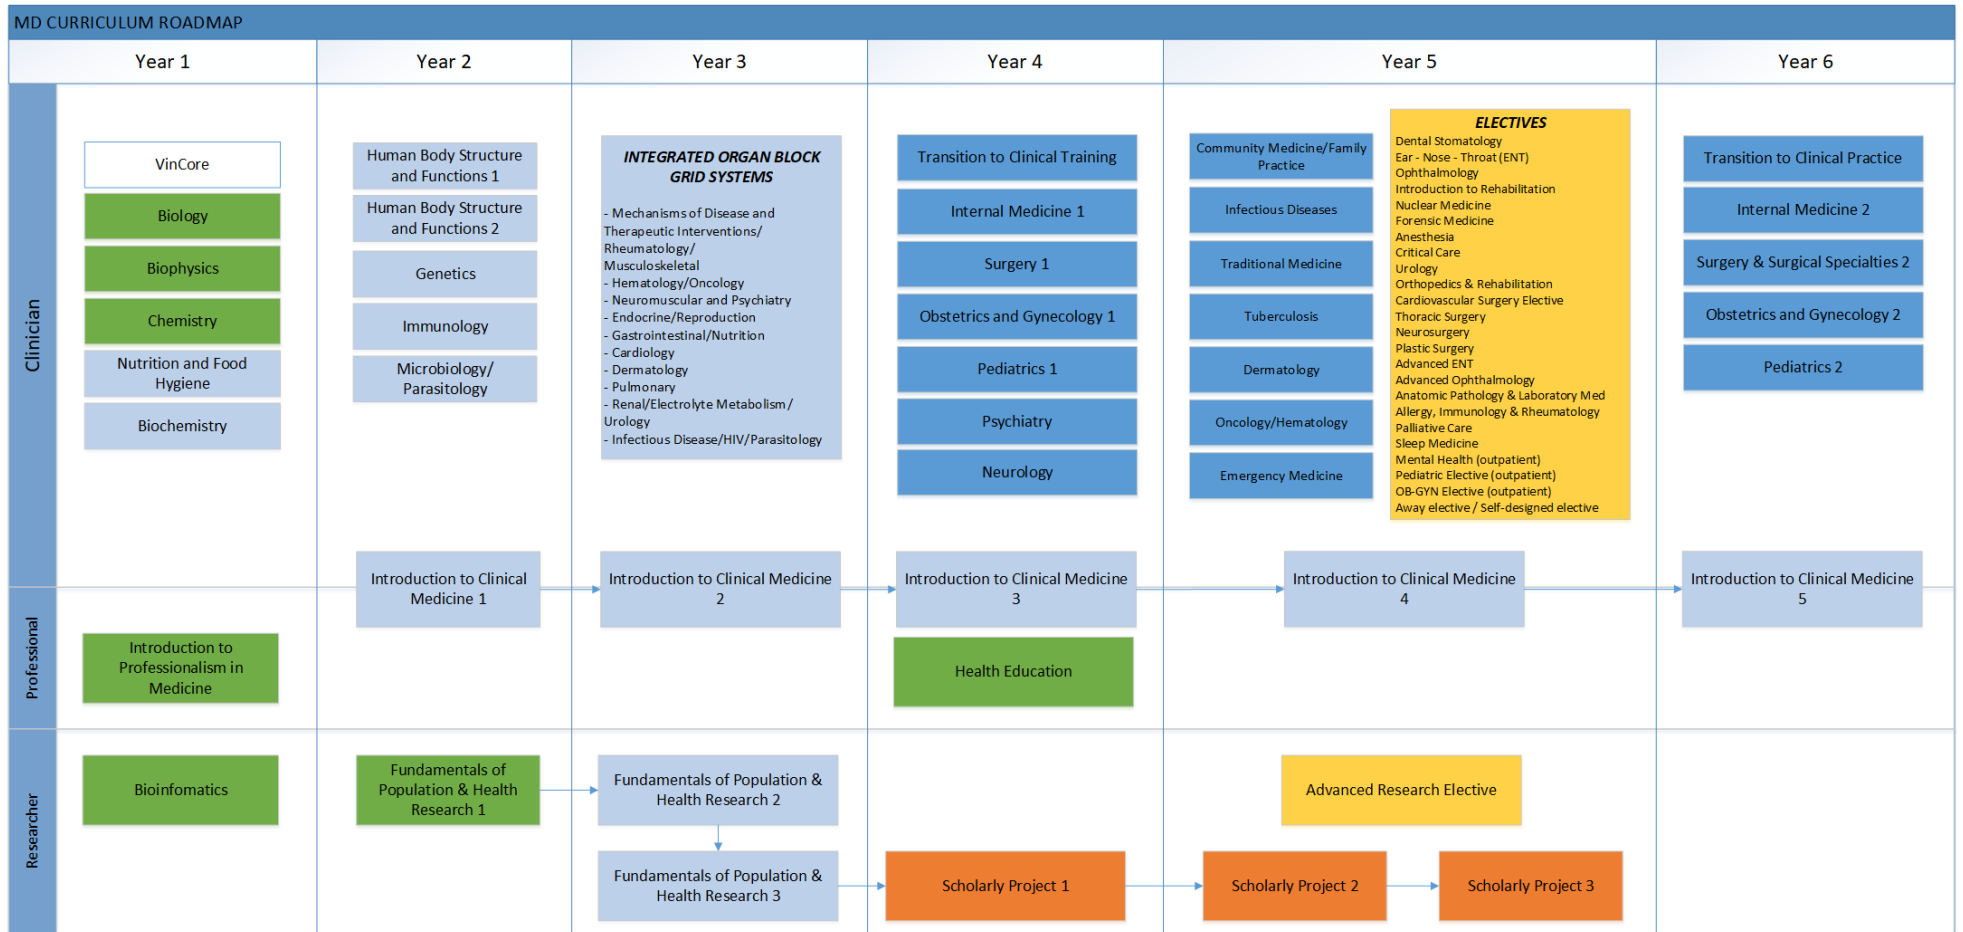 MD CURRICULUM ROADMAP
Year 1
Year 2
Year 3
Year 4
Year 5
Year 6
Clinician
VinCore
Biology
Biophysics
Chemistry
Nutrition and Food
Hygiene
Biochemistry
Human Body Structure
and Functions 1
Human Body Structure
and Functions 2
Genetics
Immunology
Microbiology/
Parasitology
INTEGRATED ORGAN BLOCK
GRID SYSTEMS
- Mechanisms of Disease and
Therapeutic Interventions/
Rheumatology/
Musculoskeletal
- Hematology/Oncology
- Neuromuscular and Psychiatry
- Endocrine/Reproduction
- Gastrointestinal/Nutrition
- Cardiology
- Dermatology
- Pulmonary
- Renal/Electrolyte Metabolism/
Urology
- Infectious Disease/HIV/Parasitology
Transition to Clinical Training
Internal Medicine 1
Surgery 1
Obstetrics and Gynecology 1
Pediatrics 1
Psychiatry
Neurology
Community Medicine/Family
Practice
Infectious Diseases
Traditional Medicine
Tuberculosis
Dermatology
Oncology/Hematology
Emergency Medicine
ELECTIVES
Dental Stomatology
Ear - Nose - Throat (ENT)
Ophthalmology
Introduction to Rehabilitation
Nuclear Medicine
Forensic Medicine
Anesthesia
Critical Care
Urology
Orthopedics & Rehabilitation
Cardiovascular Surgery Elective
Thoracic Surgery
Neurosurgery
Plastic Surgery
Advanced ENT
Advanced Ophthalmology
Anatomic Pathology & Laboratory Med
Allergy, Immunology & Rheumatology
Palliative Care
Sleep Medicine
Mental Health (outpatient)
Pediatric Elective (outpatient)
OB-GYN Elective (outpatient)
Away elective / Self-designed elective
Transition to Clinical Practice
Internal Medicine 2
Surgery & Surgical Specialties 2
Obstetrics and Gynecology 2
Pediatrics 2
Introduction to Clinical
Medicine 1
Introduction to Clinical Medicine
2
Introduction to Clinical Medicine
3
Introduction to Clinical Medicine
4
Introduction to Clinical Medicine
5
Professional
Introduction to
Professionalism in
Medicine
Health Education
Researcher
Bioinfomatics
Fundamentals of
Population & Health
Research 1
Fundamentals of Population &
Health Research 2
Advanced Research Elective
Fundamentals of Population &
Health Research 3
Scholarly Project 1
Scholarly Project 2
Scholarly Project 3